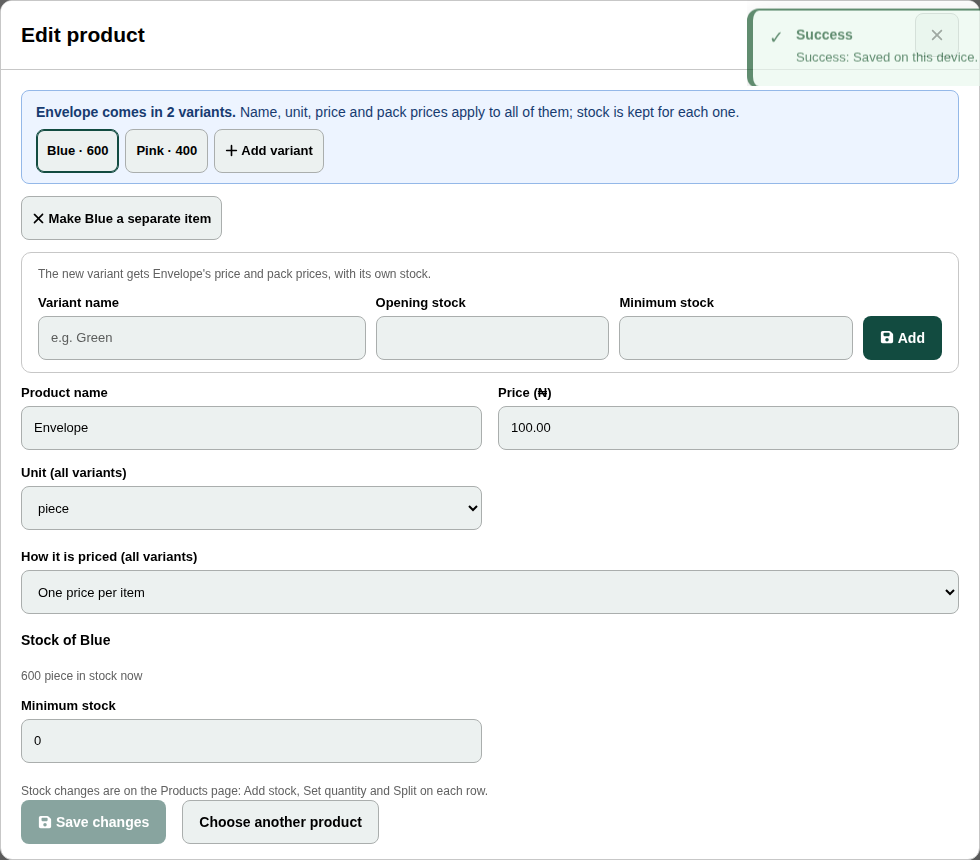 Edit product
✓ Success
Success: Saved on this device.
Envelope comes in 2 variants. Name, unit, price and pack prices apply to all of them; stock is kept for each one.
Blue · 600 Pink · 400 + Add variant
Make Blue a separate item
The new variant gets Envelope's price and pack prices, with its own stock.
Variant name Opening stock Minimum stock
e.g. Green Add
Product name Price (₦)
Envelope 100.00
Unit (all variants)
piece
How it is priced (all variants)
One price per item
Stock of Blue
600 piece in stock now
Minimum stock
0
Stock changes are on the Products page: Add stock, Set quantity and Split on each row.
Save changes Choose another product